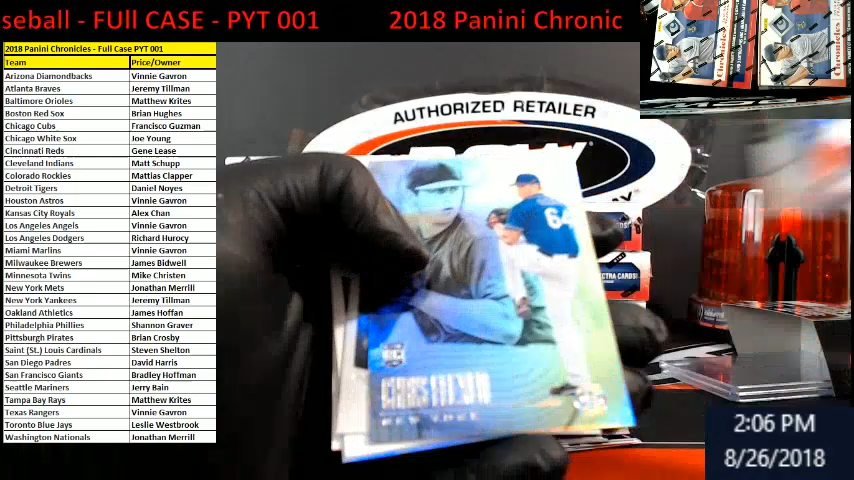 seball - FUll CASE - PYT 001 2018 Panini Chronic
2018 Panini Chronicles - Full Case PYT 001
Team Price/Owner
Arizona Diamondbacks Vinnie Gavron
Atlanta Braves Jeremy Tillman
Baltimore Orioles Matthew Krites
Boston Red Sox Brian Hughes
Chicago Cubs Francisco Guzman
Chicago White Sox Joe Young
Cincinnati Reds Gene Lease
Cleveland Indians Matt Schupp
Colorado Rockies Mattias Clapper
Detroit Tigers Daniel Noyes
Houston Astros Vinnie Gavron
Kansas City Royals Alex Chan
Los Angeles Angels Vinnie Gavron
Los Angeles Dodgers Richard Hurocy
Miami Marlins Vinnie Gavron
Milwaukee Brewers James Bidwell
Minnesota Twins Mike Christen
New York Mets Jonathan Merrill
New York Yankees Jeremy Tillman
Oakland Athletics James Hoffan
Philadelphia Phillies Shannon Graver
Pittsburgh Pirates Brian Crosby
Saint (St.) Louis Cardinals Steven Shelton
San Diego Padres David Harris
San Francisco Giants Bradley Hoffman
Seattle Mariners Jerry Bain
Tampa Bay Rays Matthew Krites
Texas Rangers Vinnie Gavron
Toronto Blue Jays Leslie Westbrook
Washington Nationals Jonathan Merrill
AUTHORIZED RETAILER
64
NEW YORK
Chronicles
2:06 PM
8/26/2018